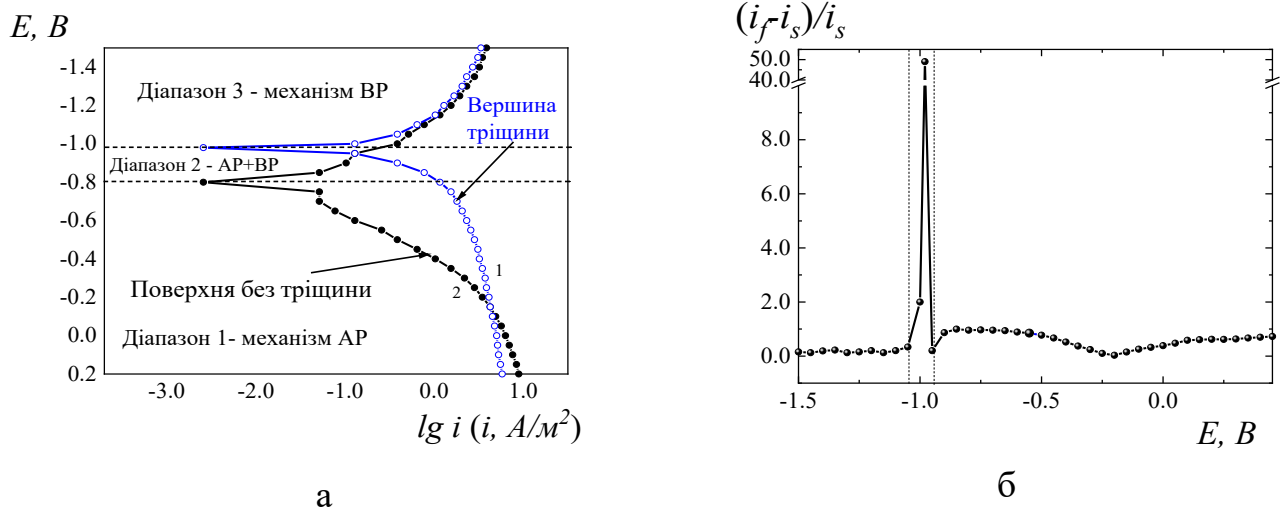 E, В
-1.4
Діапазон 3 - механізм ВР
-1.2
Вершина
тріщини
-1.0
Діапазон 2 - АР+ВР
-0.8
-0.6
-0.4
1
Поверхня без тріщини
2
-0.2
0.0
Діапазон 1- механізм АР
0.2
-3.0 -2.0 -1.0 0.0 1.0
lg i (i, А/м²)
а
(i_f-i_s)/i_s
50.0
40.0
8.0
6.0
4.0
2.0
0.0
-1.5 -1.0 -0.5 0.0
E, В
б